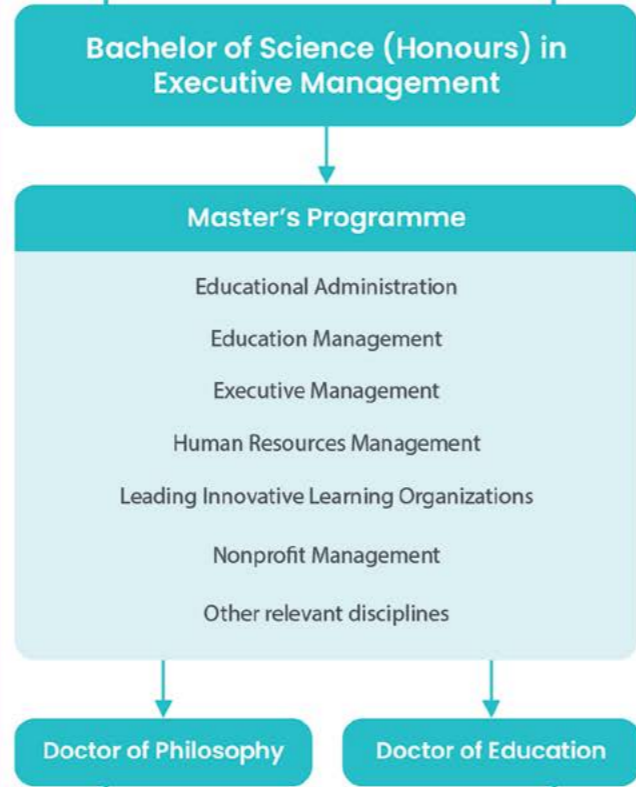 Bachelor of Science (Honours) in
Executive Management
Master's Programme
Educational Administration
Education Management
Executive Management
Human Resources Management
Leading Innovative Learning Organizations
Nonprofit Management
Other relevant disciplines
Doctor of Philosophy
Doctor of Education